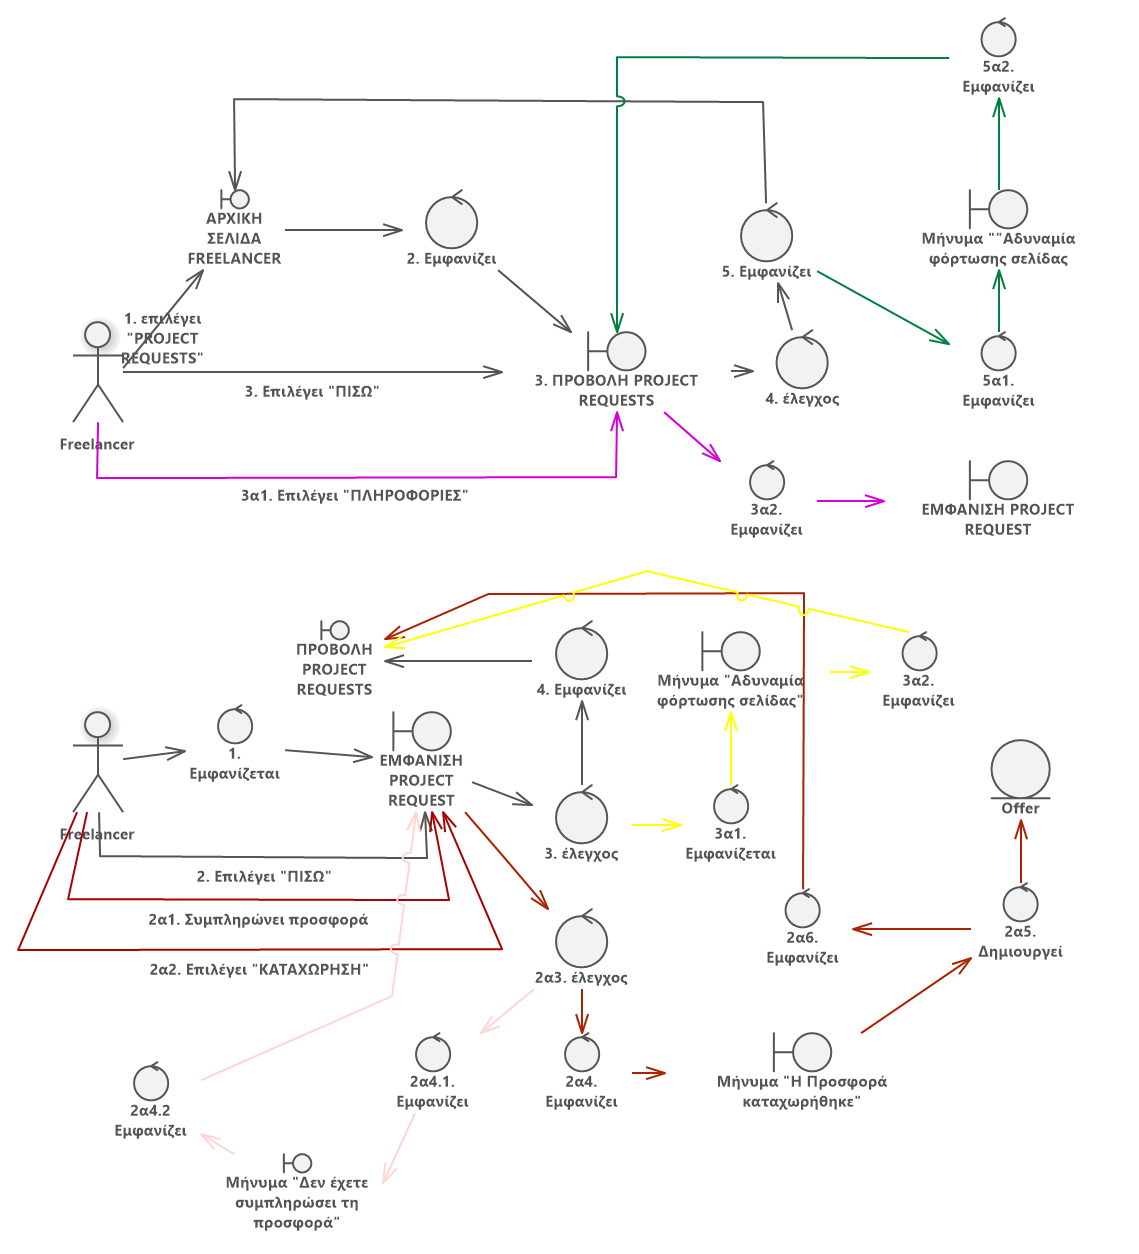 5α2.
Εμφανίζει
ΑΡΧΙΚΗ
ΣΕΛΙΔΑ
FREELANCER
2. Εμφανίζει
5. Εμφανίζει
Μήνυμα ""Αδυναμία
φόρτωσης σελίδας
1. επιλέγει
"PROJECT
REQUESTS"
Freelancer
3. Επιλέγει "ΠΙΣΩ"
3. ΠΡΟΒΟΛΗ PROJECT
REQUESTS
4. έλεγχος
5α1.
Εμφανίζει
3α1. Επιλέγει "ΠΛΗΡΟΦΟΡΙΕΣ"
3α2.
Εμφανίζει
ΕΜΦΑΝΙΣΗ PROJECT
REQUEST
ΠΡΟΒΟΛΗ
PROJECT
REQUESTS
4. Εμφανίζει
Μήνυμα "Αδυναμία
φόρτωσης σελίδας"
3α2.
Εμφανίζει
Freelancer
1.
Εμφανίζεται
ΕΜΦΑΝΙΣΗ
PROJECT
REQUEST
3. έλεγχος
3α1.
Εμφανίζεται
Offer
2. Επιλέγει "ΠΙΣΩ"
2α1. Συμπληρώνει προσφορά
2α2. Επιλέγει "ΚΑΤΑΧΩΡΗΣΗ"
2α3. έλεγχος
2α6.
Εμφανίζει
2α5.
Δημιουργεί
2α4.2
Εμφανίζει
2α4.1.
Εμφανίζει
2α4.
Εμφανίζει
Μήνυμα "Η Προσφορά
καταχωρήθηκε"
Μήνυμα "Δεν έχετε
συμπληρώσει τη
προσφορά"